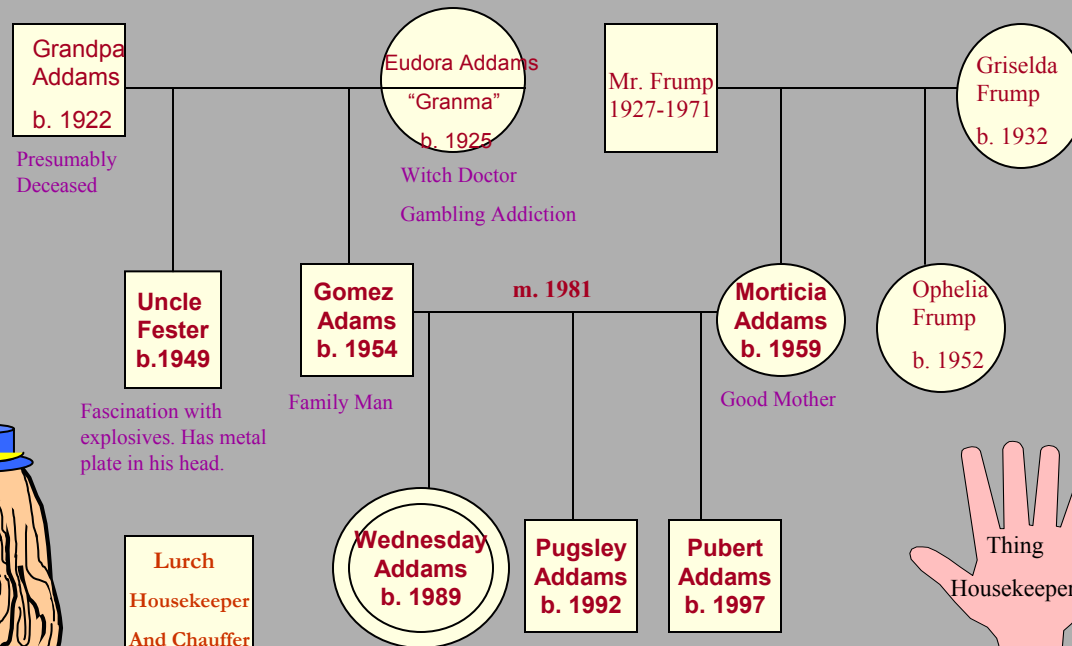 Grandpa
Addams
b. 1922
Presumably
Deceased
Eudora Addams
“Granma”
b. 1925
Witch Doctor
Gambling Addiction
Mr. Frump
1927-1971
Griselda
Frump
b. 1932
Uncle
Fester
b.1949
Fascination with
explosives. Has metal
plate in his head.
Gomez
Adams
b. 1954
Family Man
m. 1981
Morticia
Addams
b. 1959
Good Mother
Ophelia
Frump
b. 1952
Lurch
Housekeeper
And Chauffer
Wednesday
Addams
b. 1989
Pugsley
Addams
b. 1992
Pubert
Addams
b. 1997
Thing
Housekeeper